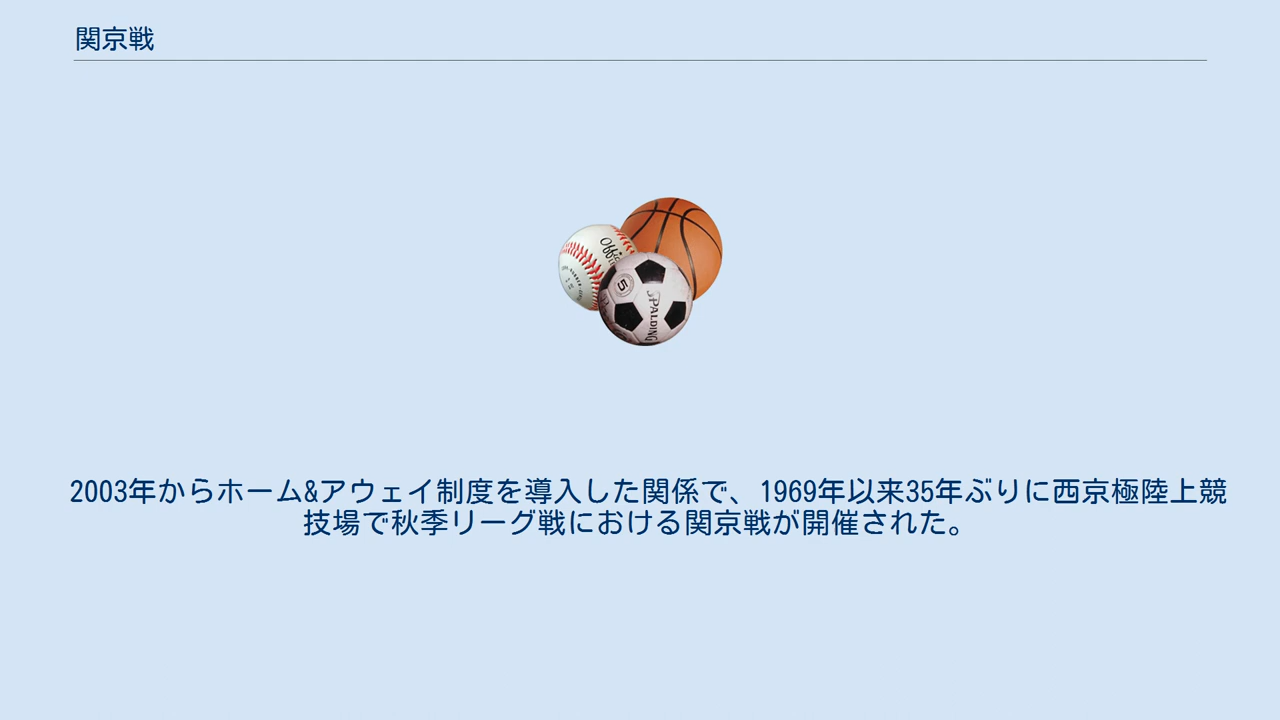 関京戦
Offic
5
SPALDING
2003年からホーム&アウェイ制度を導入した関係で、1969年以来35年ぶりに西京極陸上競
技場で秋季リーグ戦における関京戦が開催された。